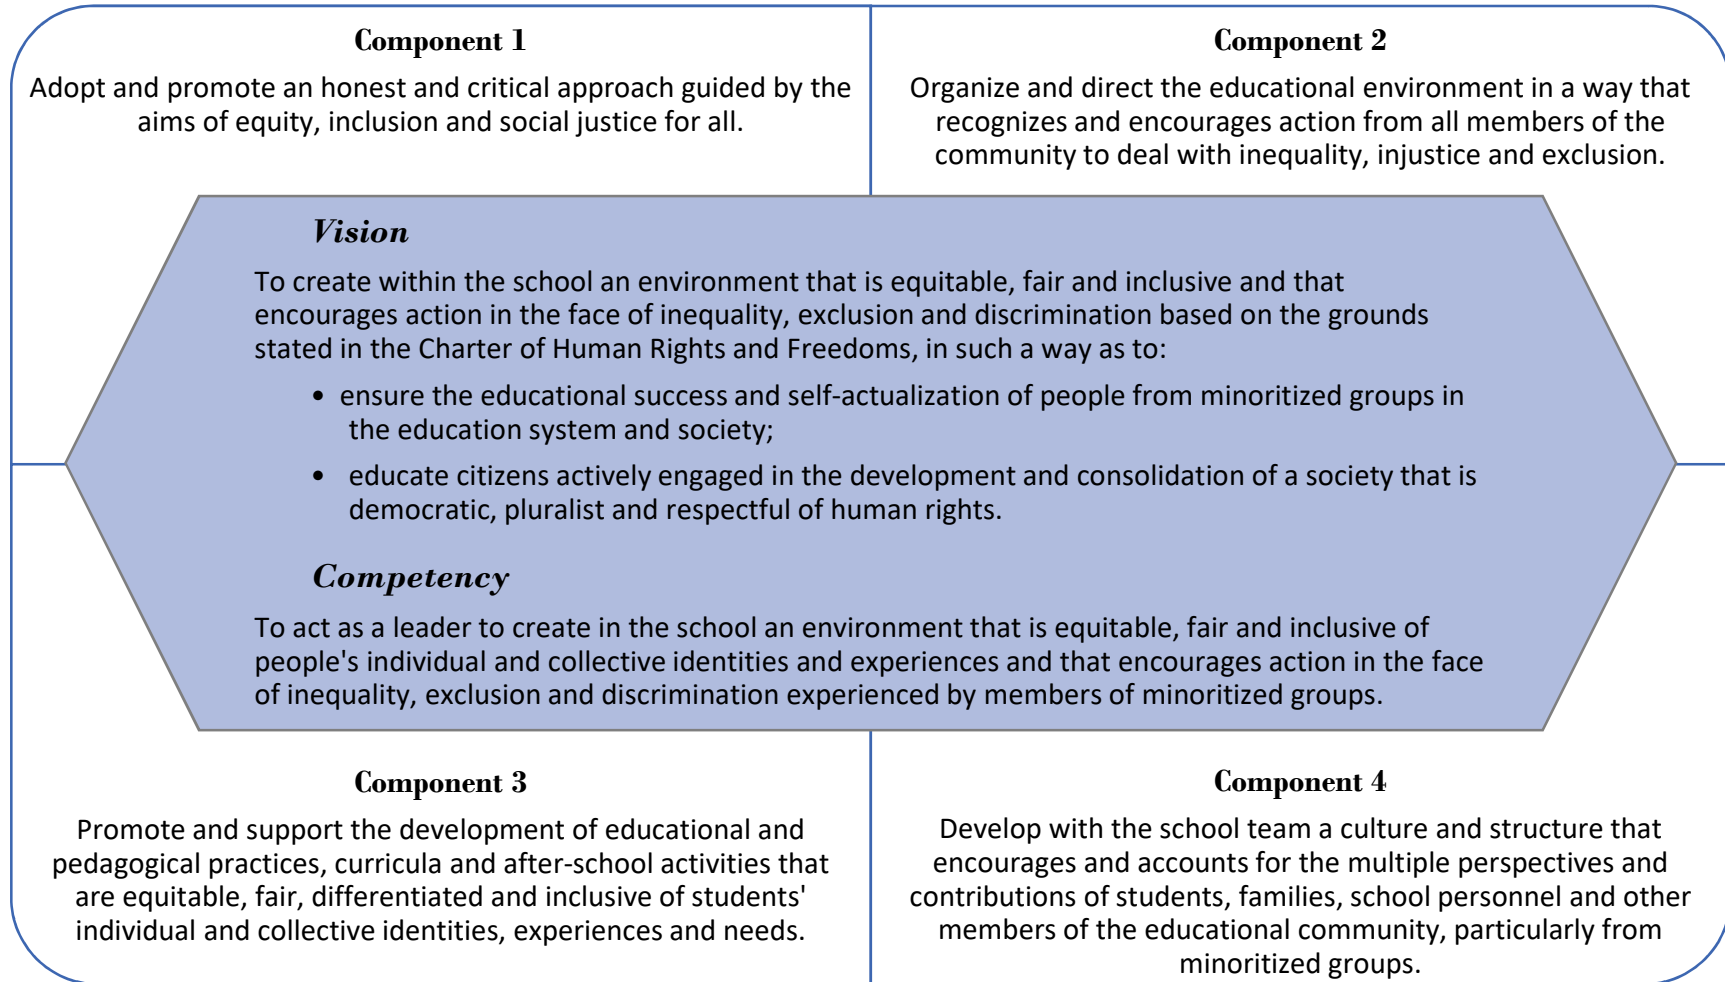 Component 1
Adopt and promote an honest and critical approach guided by the
aims of equity, inclusion and social justice for all.
Component 2
Organize and direct the educational environment in a way that
recognizes and encourages action from all members of the
community to deal with inequality, injustice and exclusion.
Vision
To create within the school an environment that is equitable, fair and inclusive and that
encourages action in the face of inequality, exclusion and discrimination based on the grounds
stated in the Charter of Human Rights and Freedoms, in such a way as to:
• ensure the educational success and self-actualization of people from minoritized groups in
the education system and society;
• educate citizens actively engaged in the development and consolidation of a society that is
democratic, pluralist and respectful of human rights.
Competency
To act as a leader to create in the school an environment that is equitable, fair and inclusive of
people's individual and collective identities and experiences and that encourages action in the face
of inequality, exclusion and discrimination experienced by members of minoritized groups.
Component 3
Promote and support the development of educational and
pedagogical practices, curricula and after-school activities that
are equitable, fair, differentiated and inclusive of students'
individual and collective identities, experiences and needs.
Component 4
Develop with the school team a culture and structure that
encourages and accounts for the multiple perspectives and
contributions of students, families, school personnel and other
members of the educational community, particularly from
minoritized groups.